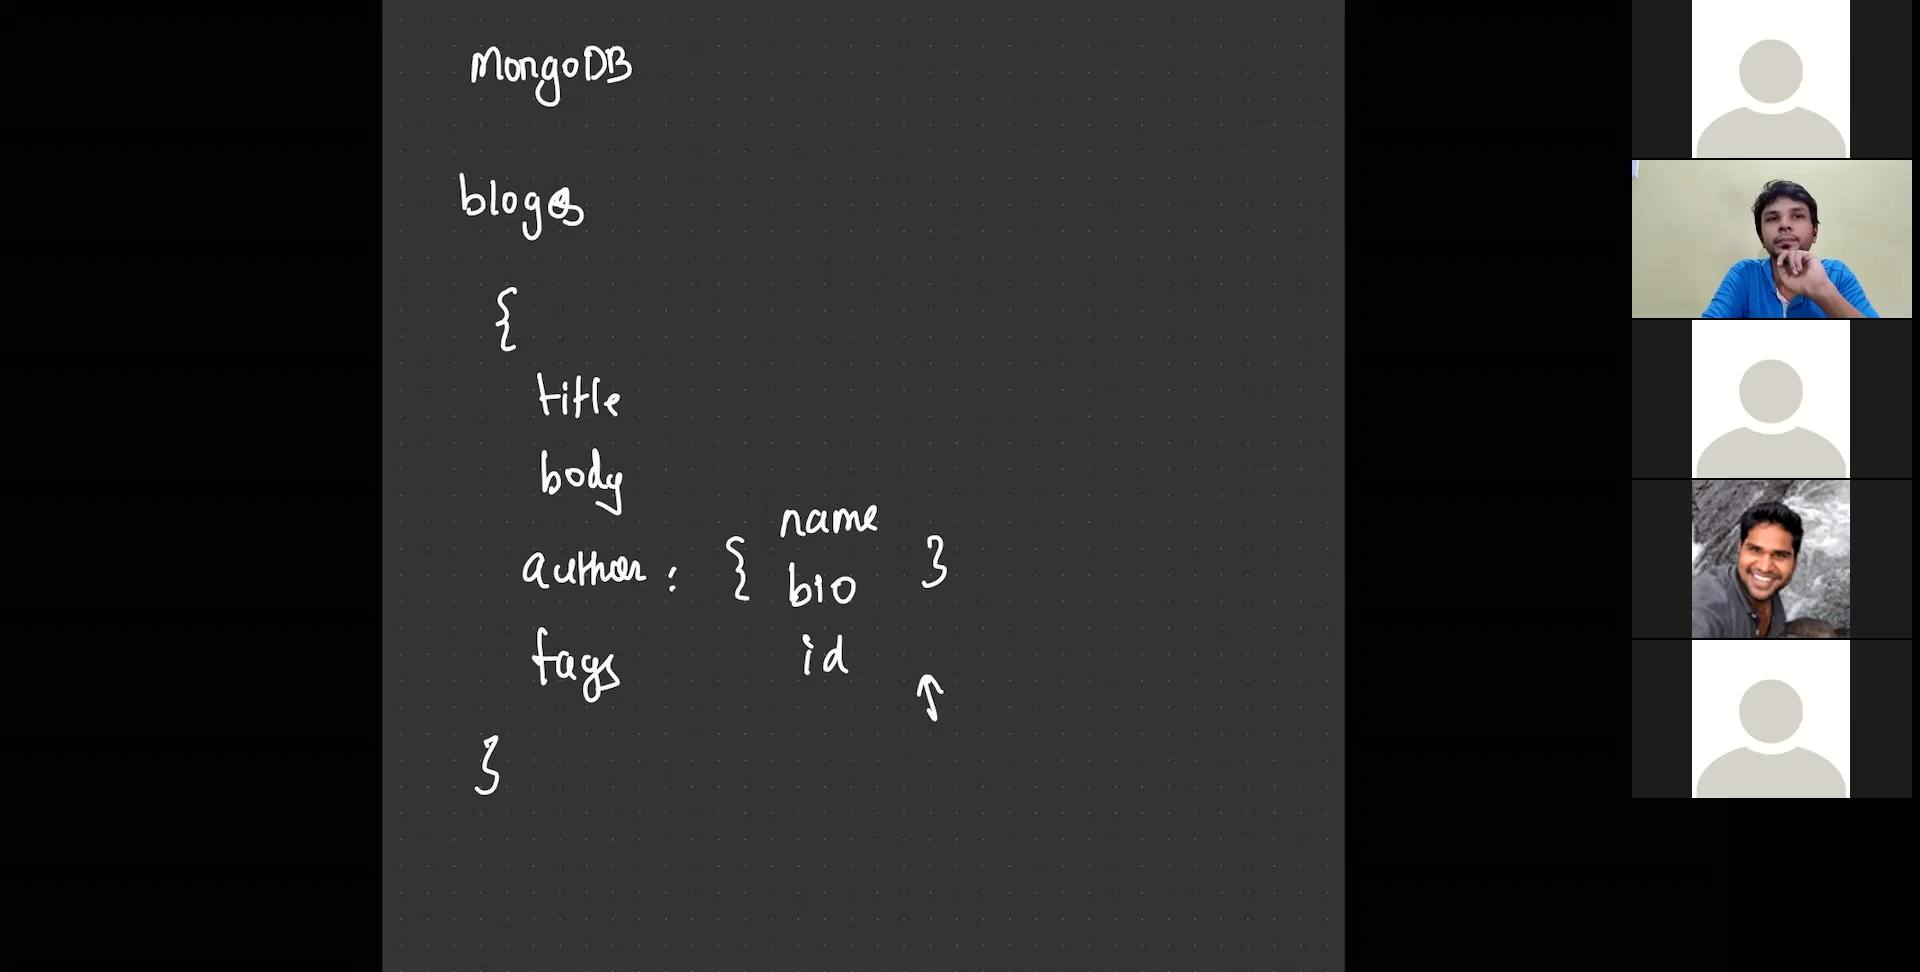 MongoDB
blogs
{
title
body
author : { name bio id }
tags
↑
}